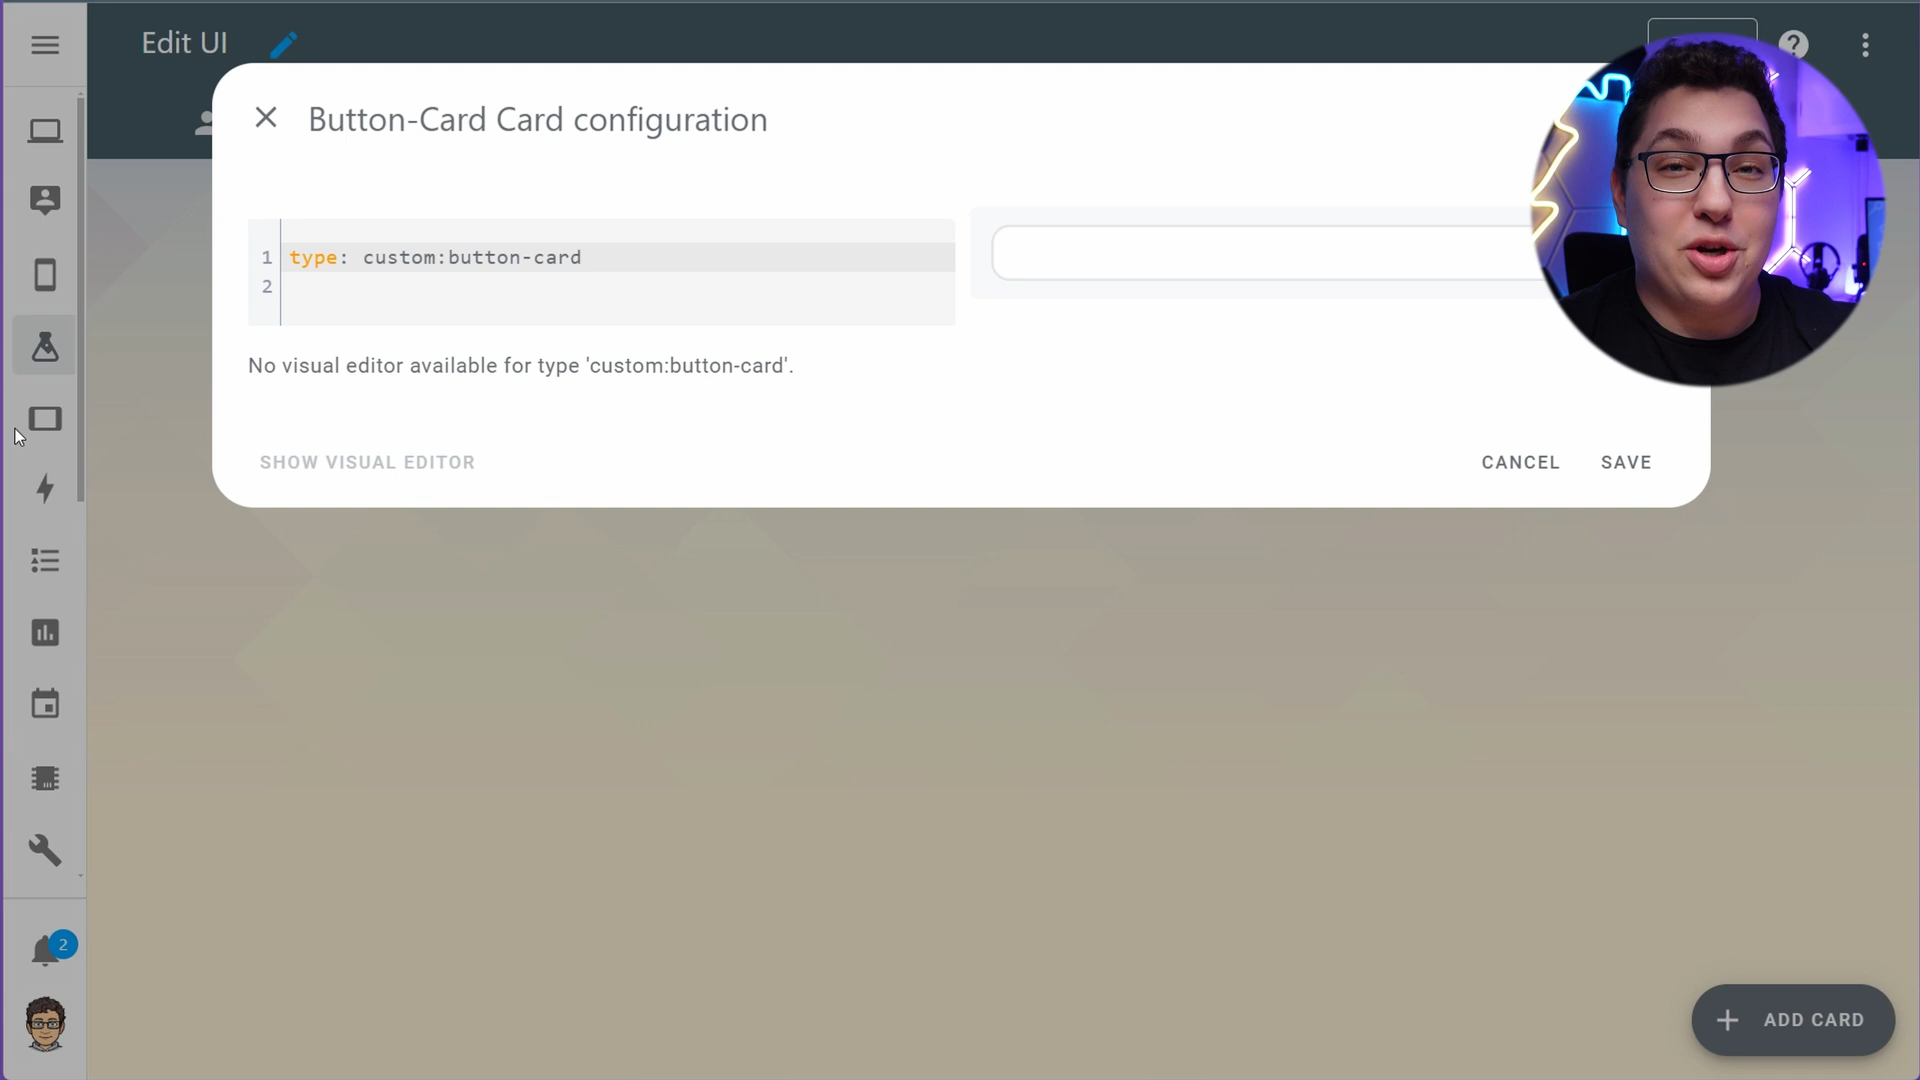 Edit UI
?
Button-Card Card configuration
1 type: custom:button-card
2
No visual editor available for type 'custom:button-card'.
SHOW VISUAL EDITOR
CANCEL
SAVE
2
ADD CARD